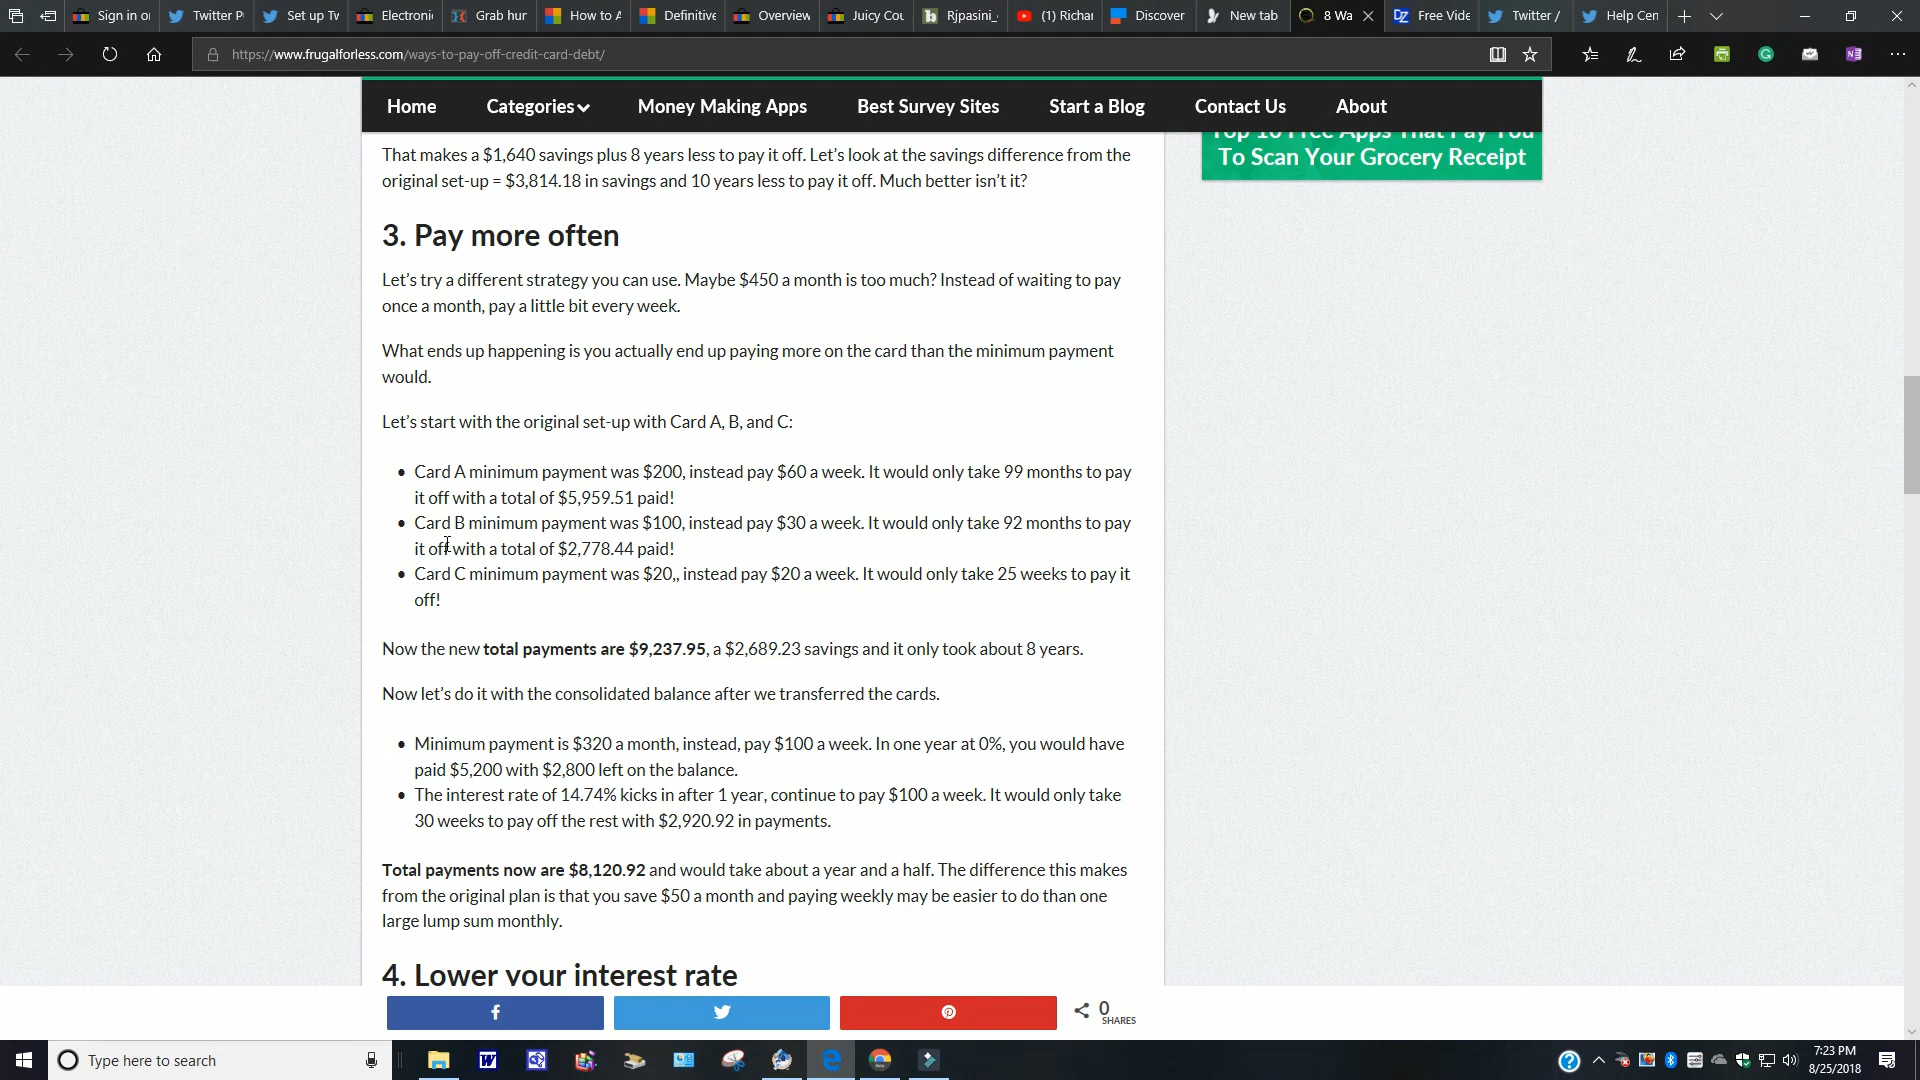 Sign in o
Twitter P
Set up Tw
Electroni
Grab hur
How to A
Definitive
Overview
Juicy Cou
Rjpasini_
(1) Richa
Discover
New tab
8 Wa
Free Vide
Twitter /
Help Cen
https://www.frugalforless.com/ways-to-pay-off-credit-card-debt/
Home
Categories
Money Making Apps
Best Survey Sites
Start a Blog
Contact Us
About
Top 10 Free Apps That Pay You
To Scan Your Grocery Receipt
That makes a $1,640 savings plus 8 years less to pay it off. Let’s look at the savings difference from the
original set-up = $3,814.18 in savings and 10 years less to pay it off. Much better isn’t it?
3. Pay more often
Let’s try a different strategy you can use. Maybe $450 a month is too much? Instead of waiting to pay
once a month, pay a little bit every week.
What ends up happening is you actually end up paying more on the card than the minimum payment
would.
Let’s start with the original set-up with Card A, B, and C:
• Card A minimum payment was $200, instead pay $60 a week. It would only take 99 months to pay
it off with a total of $5,959.51 paid!
• Card B minimum payment was $100, instead pay $30 a week. It would only take 92 months to pay
it off with a total of $2,778.44 paid!
• Card C minimum payment was $20,, instead pay $20 a week. It would only take 25 weeks to pay it
off!
Now the new total payments are $9,237.95, a $2,689.23 savings and it only took about 8 years.
Now let’s do it with the consolidated balance after we transferred the cards.
• Minimum payment is $320 a month, instead, pay $100 a week. In one year at 0%, you would have
paid $5,200 with $2,800 left on the balance.
• The interest rate of 14.74% kicks in after 1 year, continue to pay $100 a week. It would only take
30 weeks to pay off the rest with $2,920.92 in payments.
Total payments now are $8,120.92 and would take about a year and a half. The difference this makes
from the original plan is that you save $50 a month and paying weekly may be easier to do than one
large lump sum monthly.
4. Lower your interest rate
0
SHARES
Type here to search
7:23 PM
8/25/2018